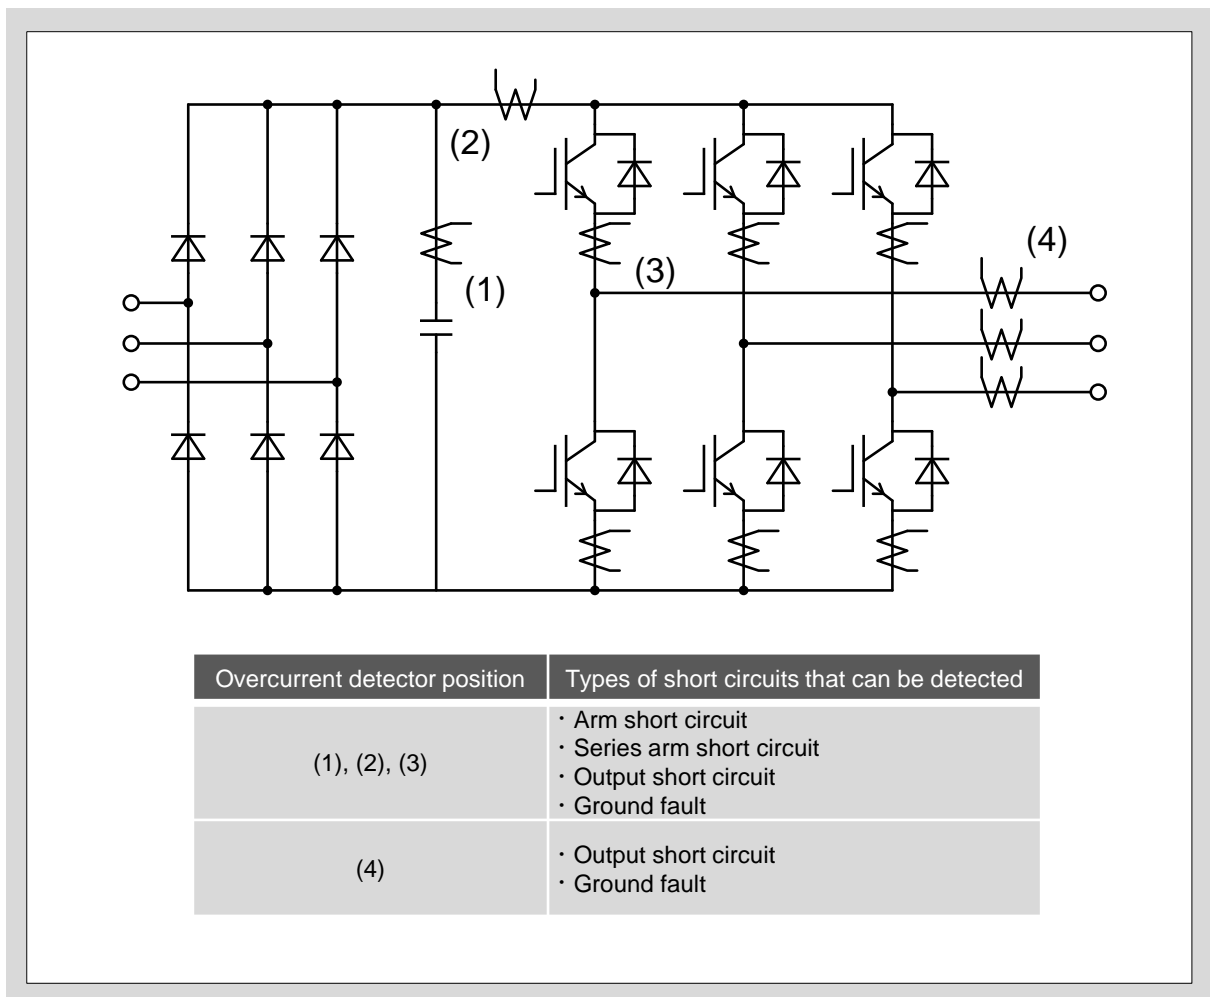 (2)
(1)
(3)
(4)
Overcurrent detector position
Types of short circuits that can be detected
(1), (2), (3)
・Arm short circuit
・Series arm short circuit
・Output short circuit
・Ground fault
(4)
・Output short circuit
・Ground fault